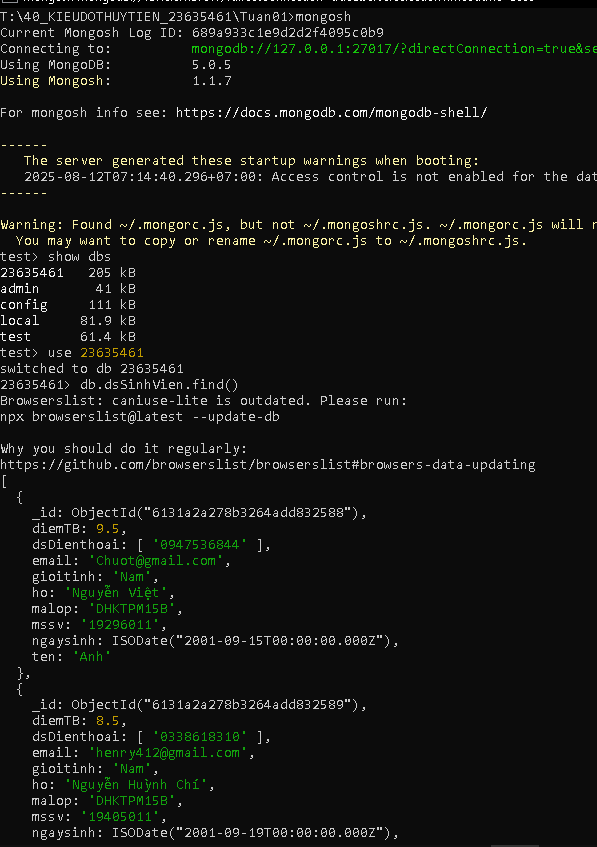 T:\40_KIEUDOTHUYTIEN_23635461\Tuan01>mongosh
Current Mongosh Log ID: 689a933c1e9d2d2f4095c0b9
Connecting to:          mongodb://127.0.0.1:27017/?directConnection=true&se
Using MongoDB:          5.0.5
Using Mongosh:          1.1.7
For mongosh info see: https://docs.mongodb.com/mongodb-shell/
------
   The server generated these startup warnings when booting:
   2025-08-12T07:14:40.296+07:00: Access control is not enabled for the dat
------
Warning: Found ~/.mongorc.js, but not ~/.mongoshrc.js. ~/.mongorc.js will n
  You may want to copy or rename ~/.mongorc.js to ~/.mongoshrc.js.
test> show dbs
23635461   205 kB
admin       41 kB
config     111 kB
local     81.9 kB
test      61.4 kB
test> use 23635461
switched to db 23635461
23635461> db.dsSinhVien.find()
Browserslist: caniuse-lite is outdated. Please run:
npx browserslist@latest --update-db
Why you should do it regularly:
https://github.com/browserslist/browserslist#browsers-data-updating
[
  {
    _id: ObjectId("6131a2a278b3264add832588"),
    diemTB: 9.5,
    dsDienthoai: [ '0947536844' ],
    email: 'Chuot@gmail.com',
    gioitinh: 'Nam',
    ho: 'Nguyễn Việt',
    malop: 'DHKTPM15B',
    mssv: '19296011',
    ngaysinh: ISODate("2001-09-15T00:00:00.000Z"),
    ten: 'Anh'
  },
  {
    _id: ObjectId("6131a2a278b3264add832589"),
    diemTB: 8.5,
    dsDienthoai: [ '0338618310' ],
    email: 'henry412@gmail.com',
    gioitinh: 'Nam',
    ho: 'Nguyễn Huỳnh Chí',
    malop: 'DHKTPM15B',
    mssv: '19405011',
    ngaysinh: ISODate("2001-09-19T00:00:00.000Z"),